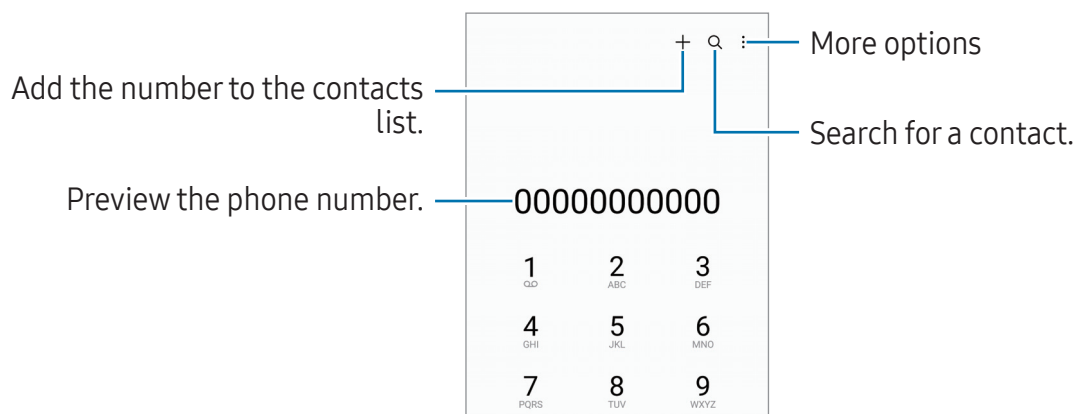 More options
Add the number to the contacts
list.
Search for a contact.
Preview the phone number.
00000000000
1 2 3
ABC DEF
4 5 6
GHI JKL MNO
7 8 9
PQRS TUV WXYZ